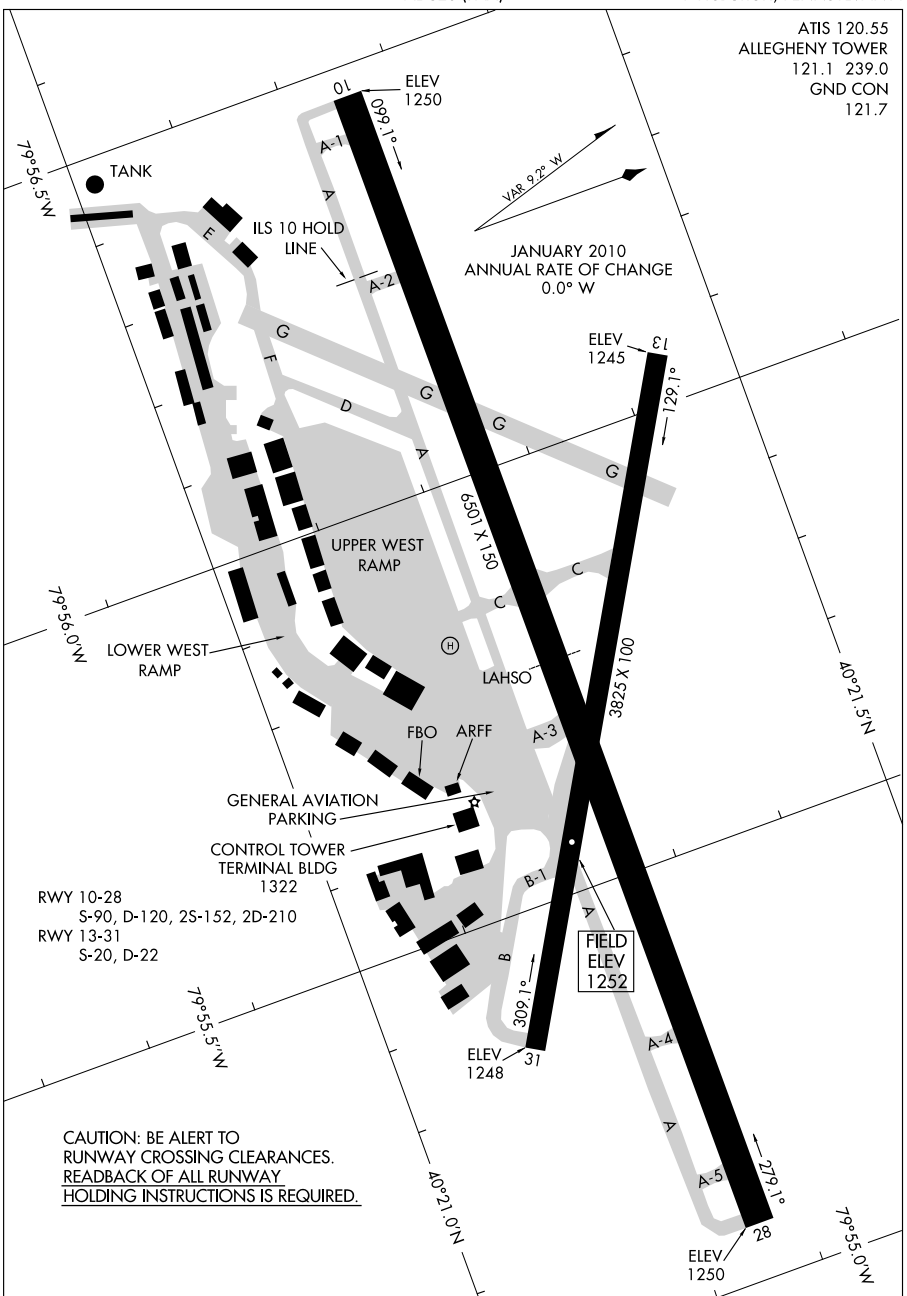 ATIS 120.55
ALLEGHENY TOWER
121.1 239.0
GND CON
121.7
10
ELEV
1250
099.1°
A-1
A
79°56.5'W
TANK
VAR 9.2° W
E
ILS 10 HOLD
LINE
A-2
JANUARY 2010
ANNUAL RATE OF CHANGE
0.0° W
G
F
ELEV
1245
13
129.1°
D
G
G
A
G
6501 X 150
UPPER WEST
RAMP
C
C
79°56.0'W
H
LOWER WEST
RAMP
LAHSO
3825 X 100
40°21.5'N
A-3
FBO
ARFF
GENERAL AVIATION
PARKING
CONTROL TOWER
TERMINAL BLDG
1322
B-1
RWY 10-28
S-90, D-120, 2S-152, 2D-210
RWY 13-31
S-20, D-22
A
FIELD
ELEV
1252
B
309.1°
79°55.5'W
ELEV
1248
31
A-4
A
CAUTION: BE ALERT TO
RUNWAY CROSSING CLEARANCES.
READBACK OF ALL RUNWAY
HOLDING INSTRUCTIONS IS REQUIRED.
40°21.0'N
A-5
279.1°
28
79°55.0'W
ELEV
1250